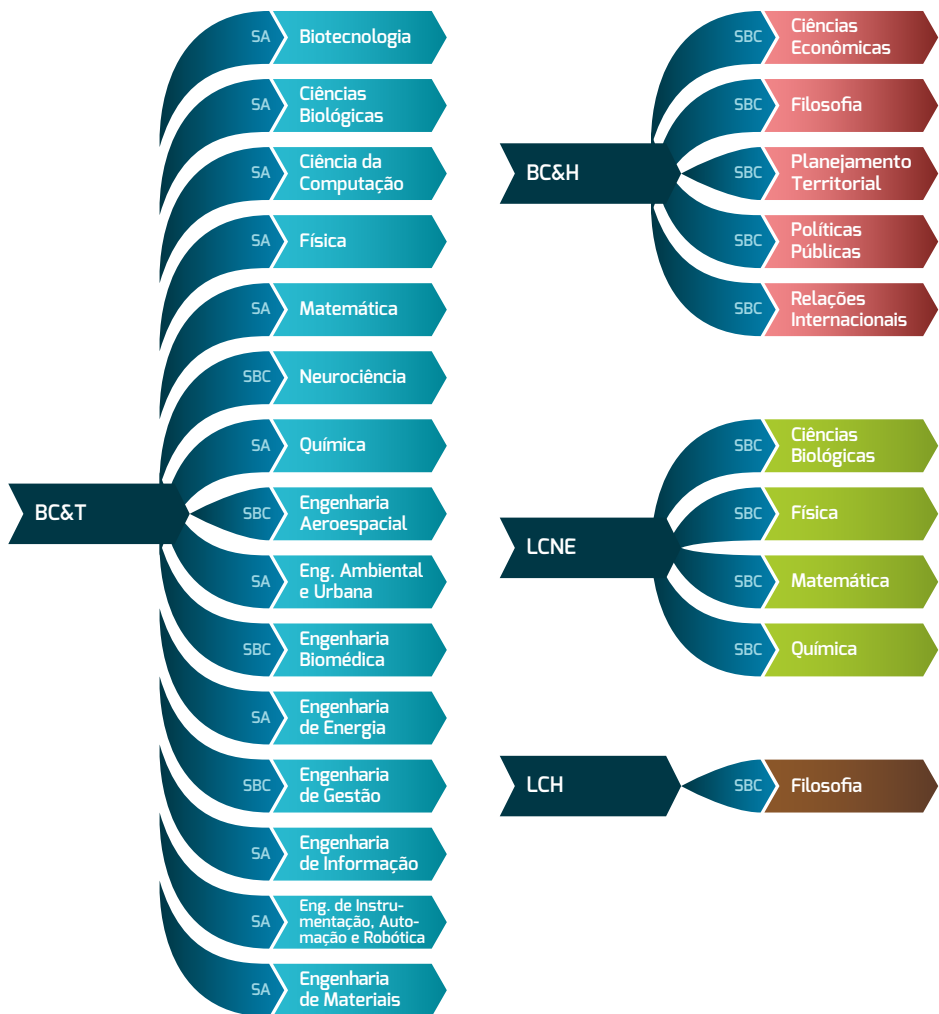 BC&T
SA
Biotecnologia
SA
Ciências
Biológicas
SA
Ciência da
Computação
SA
Física
SA
Matemática
SBC
Neurociência
SA
Química
SBC
Engenharia
Aeroespacial
SA
Eng. Ambiental
e Urbana
SBC
Engenharia
Biomédica
SA
Engenharia
de Energia
SBC
Engenharia
de Gestão
SA
Engenharia
de Informação
SA
Eng. de Instru-
mentação, Auto-
mação e Robótica
SA
Engenharia
de Materiais
BC&H
SBC
Ciências
Econômicas
SBC
Filosofia
SBC
Planejamento
Territorial
SBC
Políticas
Públicas
SBC
Relações
Internacionais
LCNE
SBC
Ciências
Biológicas
SBC
Física
SBC
Matemática
SBC
Química
LCH
SBC
Filosofia